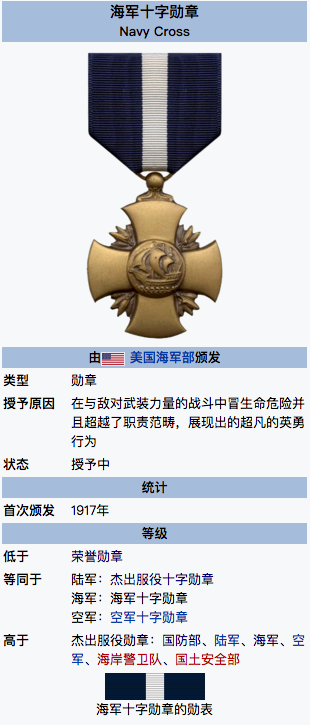 海军十字勋章
Navy Cross
由 美国海军部颁发
类型 勋章
授予原因 在与敌对武装力量的战斗中冒生命危险并
且超越了职责范畴，展现出的超凡的英勇
行为
状态 授予中
统计
首次颁发 1917年
等级
低于 荣誉勋章
等同于 陆军：杰出服役十字勋章
海军：海军十字勋章
空军：空军十字勋章
高于 杰出服役勋章：国防部、陆军、海军、空
军、海岸警卫队、国土安全部
海军十字勋章的勋表